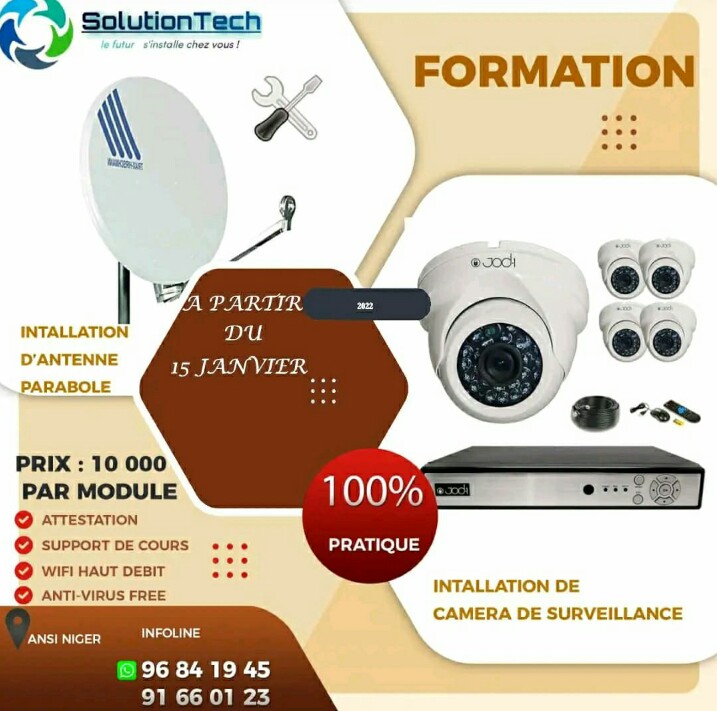 SolutionTech
le futur s'installe chez vous !
FORMATION
JOOD
A PARTIR
2022
DU
15 JANVIER
INTALLATION
D'ANTENNE
PARABOLE
PRIX : 10 000
PAR MODULE
ATTESTATION
SUPPORT DE COURS
WIFI HAUT DEBIT
ANTI-VIRUS FREE
100%
PRATIQUE
INTALLATION DE
CAMERA DE SURVEILLANCE
ANSI NIGER
INFOLINE
96 84 19 45
91 66 01 23